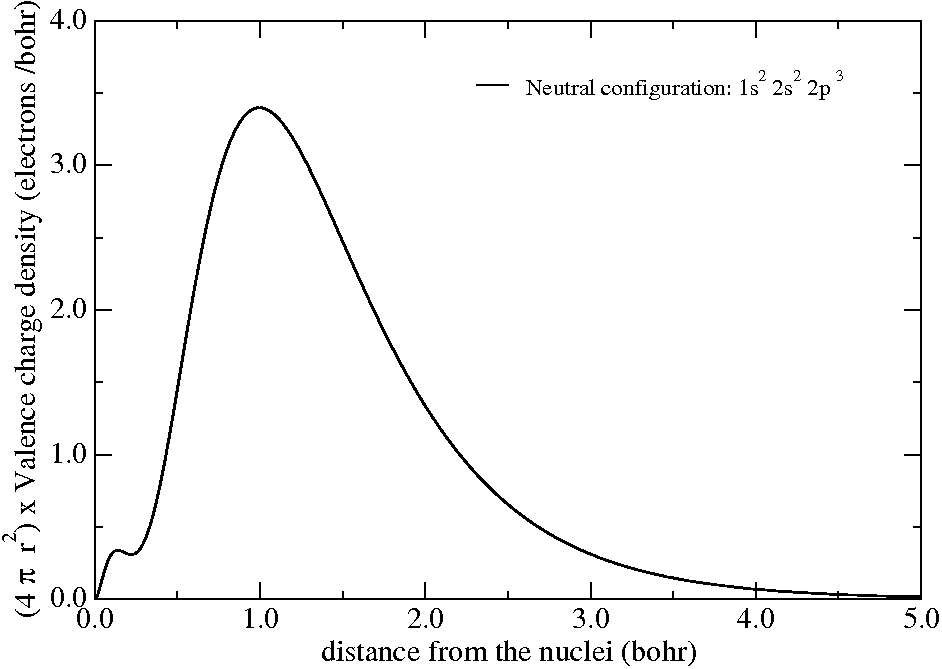 (4 π r²) x Valence charge density (electrons /bohr)
4.0
3.0
2.0
1.0
0.0
Neutral configuration: 1s² 2s² 2p³
0.0 1.0 2.0 3.0 4.0 5.0
distance from the nuclei (bohr)